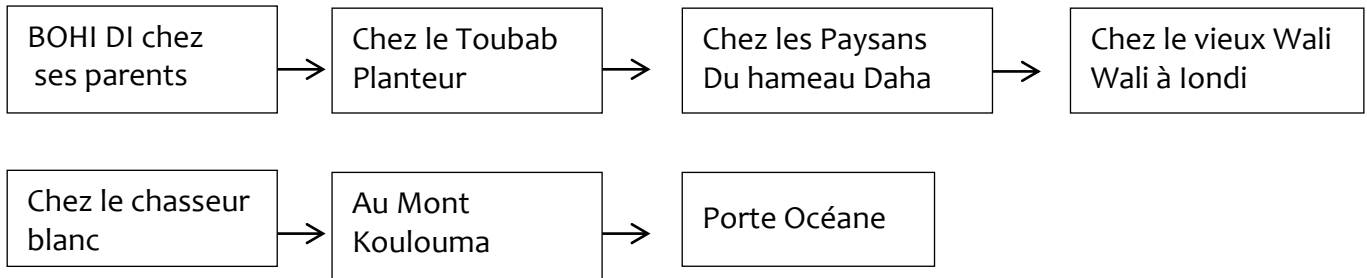 BOHI DI chez
ses parents
Chez le Toubab
Planteur
Chez les Paysans
Du hameau Daha
Chez le vieux Wali
Wali à Iondi
Chez le chasseur
blanc
Au Mont
Koulouma
Porte Océane